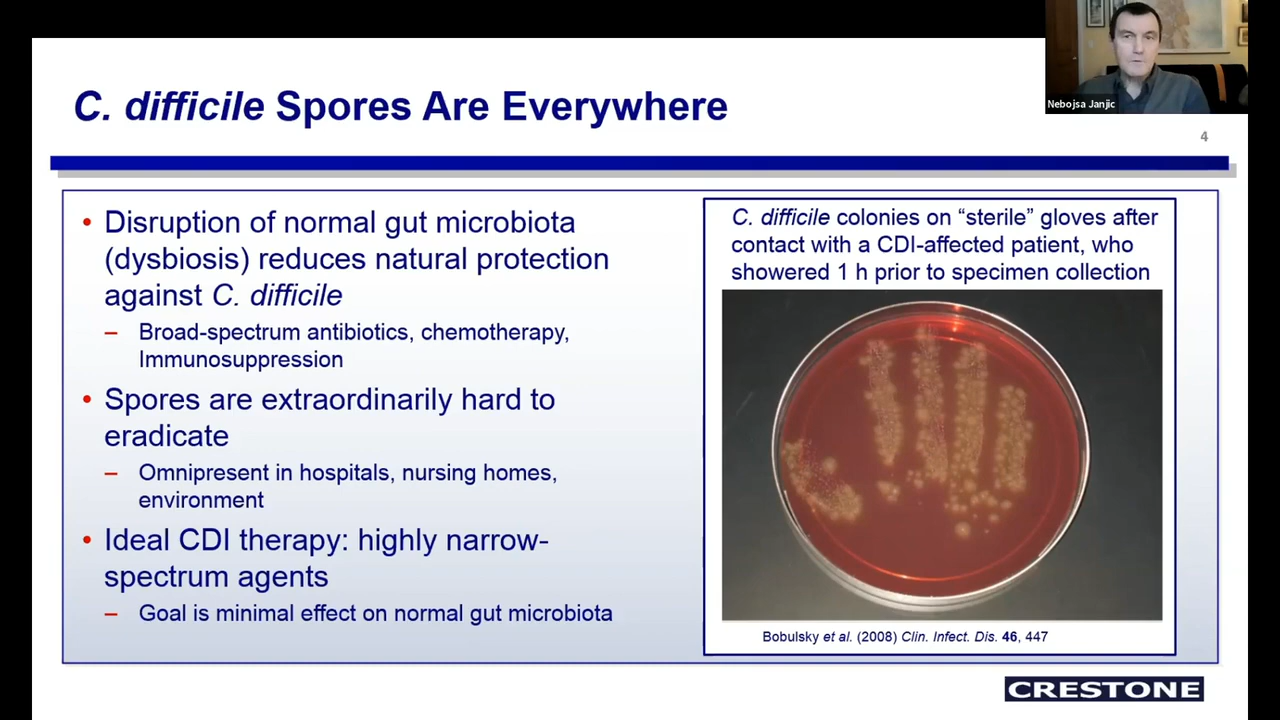 C. difficile Spores Are Everywhere
Nebojsa Janjic
4
• Disruption of normal gut microbiota
(dysbiosis) reduces natural protection
against C. difficile
– Broad-spectrum antibiotics, chemotherapy,
Immunosuppression
• Spores are extraordinarily hard to
eradicate
– Omnipresent in hospitals, nursing homes,
environment
• Ideal CDI therapy: highly narrow-
spectrum agents
– Goal is minimal effect on normal gut microbiota
C. difficile colonies on “sterile” gloves after
contact with a CDI-affected patient, who
showered 1 h prior to specimen collection
Bobulsky et al. (2008) Clin. Infect. Dis. 46, 447
CRESTONE